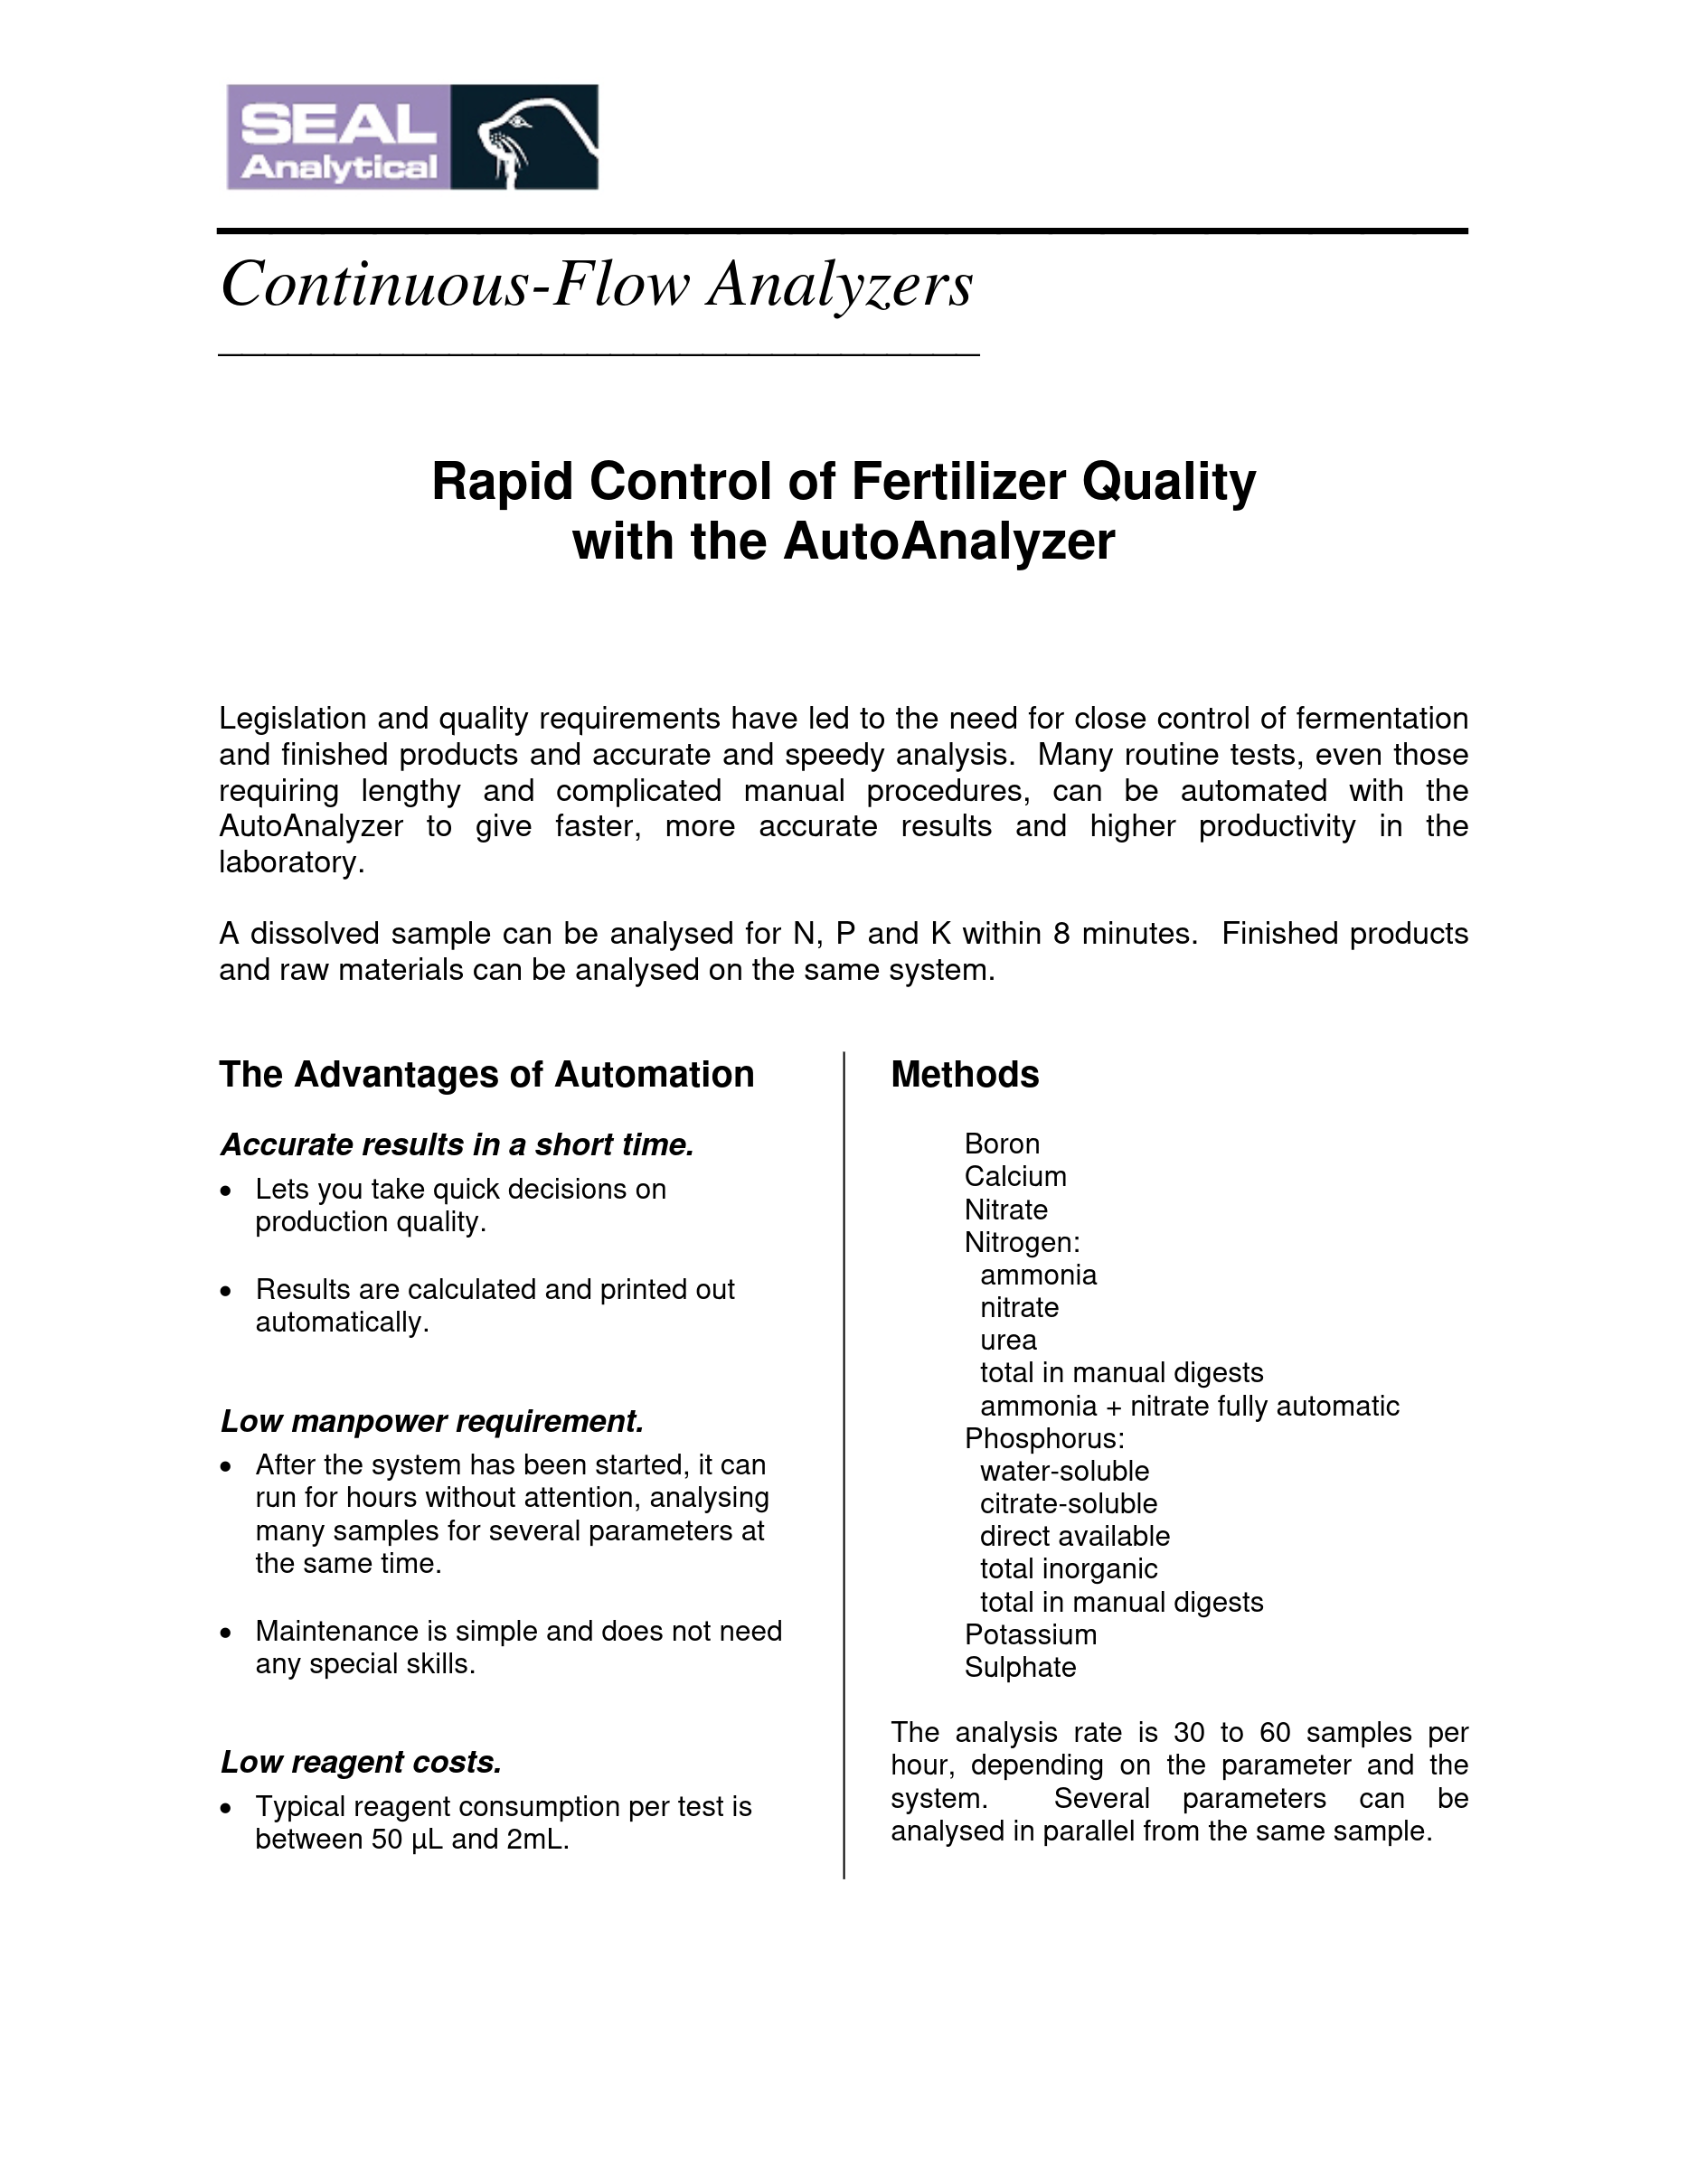 SEAL
Analytical
Continuous-Flow Analyzers
Rapid Control of Fertilizer Quality
with the AutoAnalyzer
Legislation and quality requirements have led to the need for close control of fermentation
and finished products and accurate and speedy analysis. Many routine tests, even those
requiring lengthy and complicated manual procedures, can be automated with the
AutoAnalyzer to give faster, more accurate results and higher productivity in the
laboratory.
A dissolved sample can be analysed for N, P and K within 8 minutes. Finished products
and raw materials can be analysed on the same system.
The Advantages of Automation
Accurate results in a short time.
• Lets you take quick decisions on
production quality.
• Results are calculated and printed out
automatically.
Low manpower requirement.
• After the system has been started, it can
run for hours without attention, analysing
many samples for several parameters at
the same time.
• Maintenance is simple and does not need
any special skills.
Low reagent costs.
• Typical reagent consumption per test is
between 50 µL and 2mL.
Methods
Boron
Calcium
Nitrate
Nitrogen:
ammonia
nitrate
urea
total in manual digests
ammonia + nitrate fully automatic
Phosphorus:
water-soluble
citrate-soluble
direct available
total inorganic
total in manual digests
Potassium
Sulphate
The analysis rate is 30 to 60 samples per
hour, depending on the parameter and the
system. Several parameters can be
analysed in parallel from the same sample.